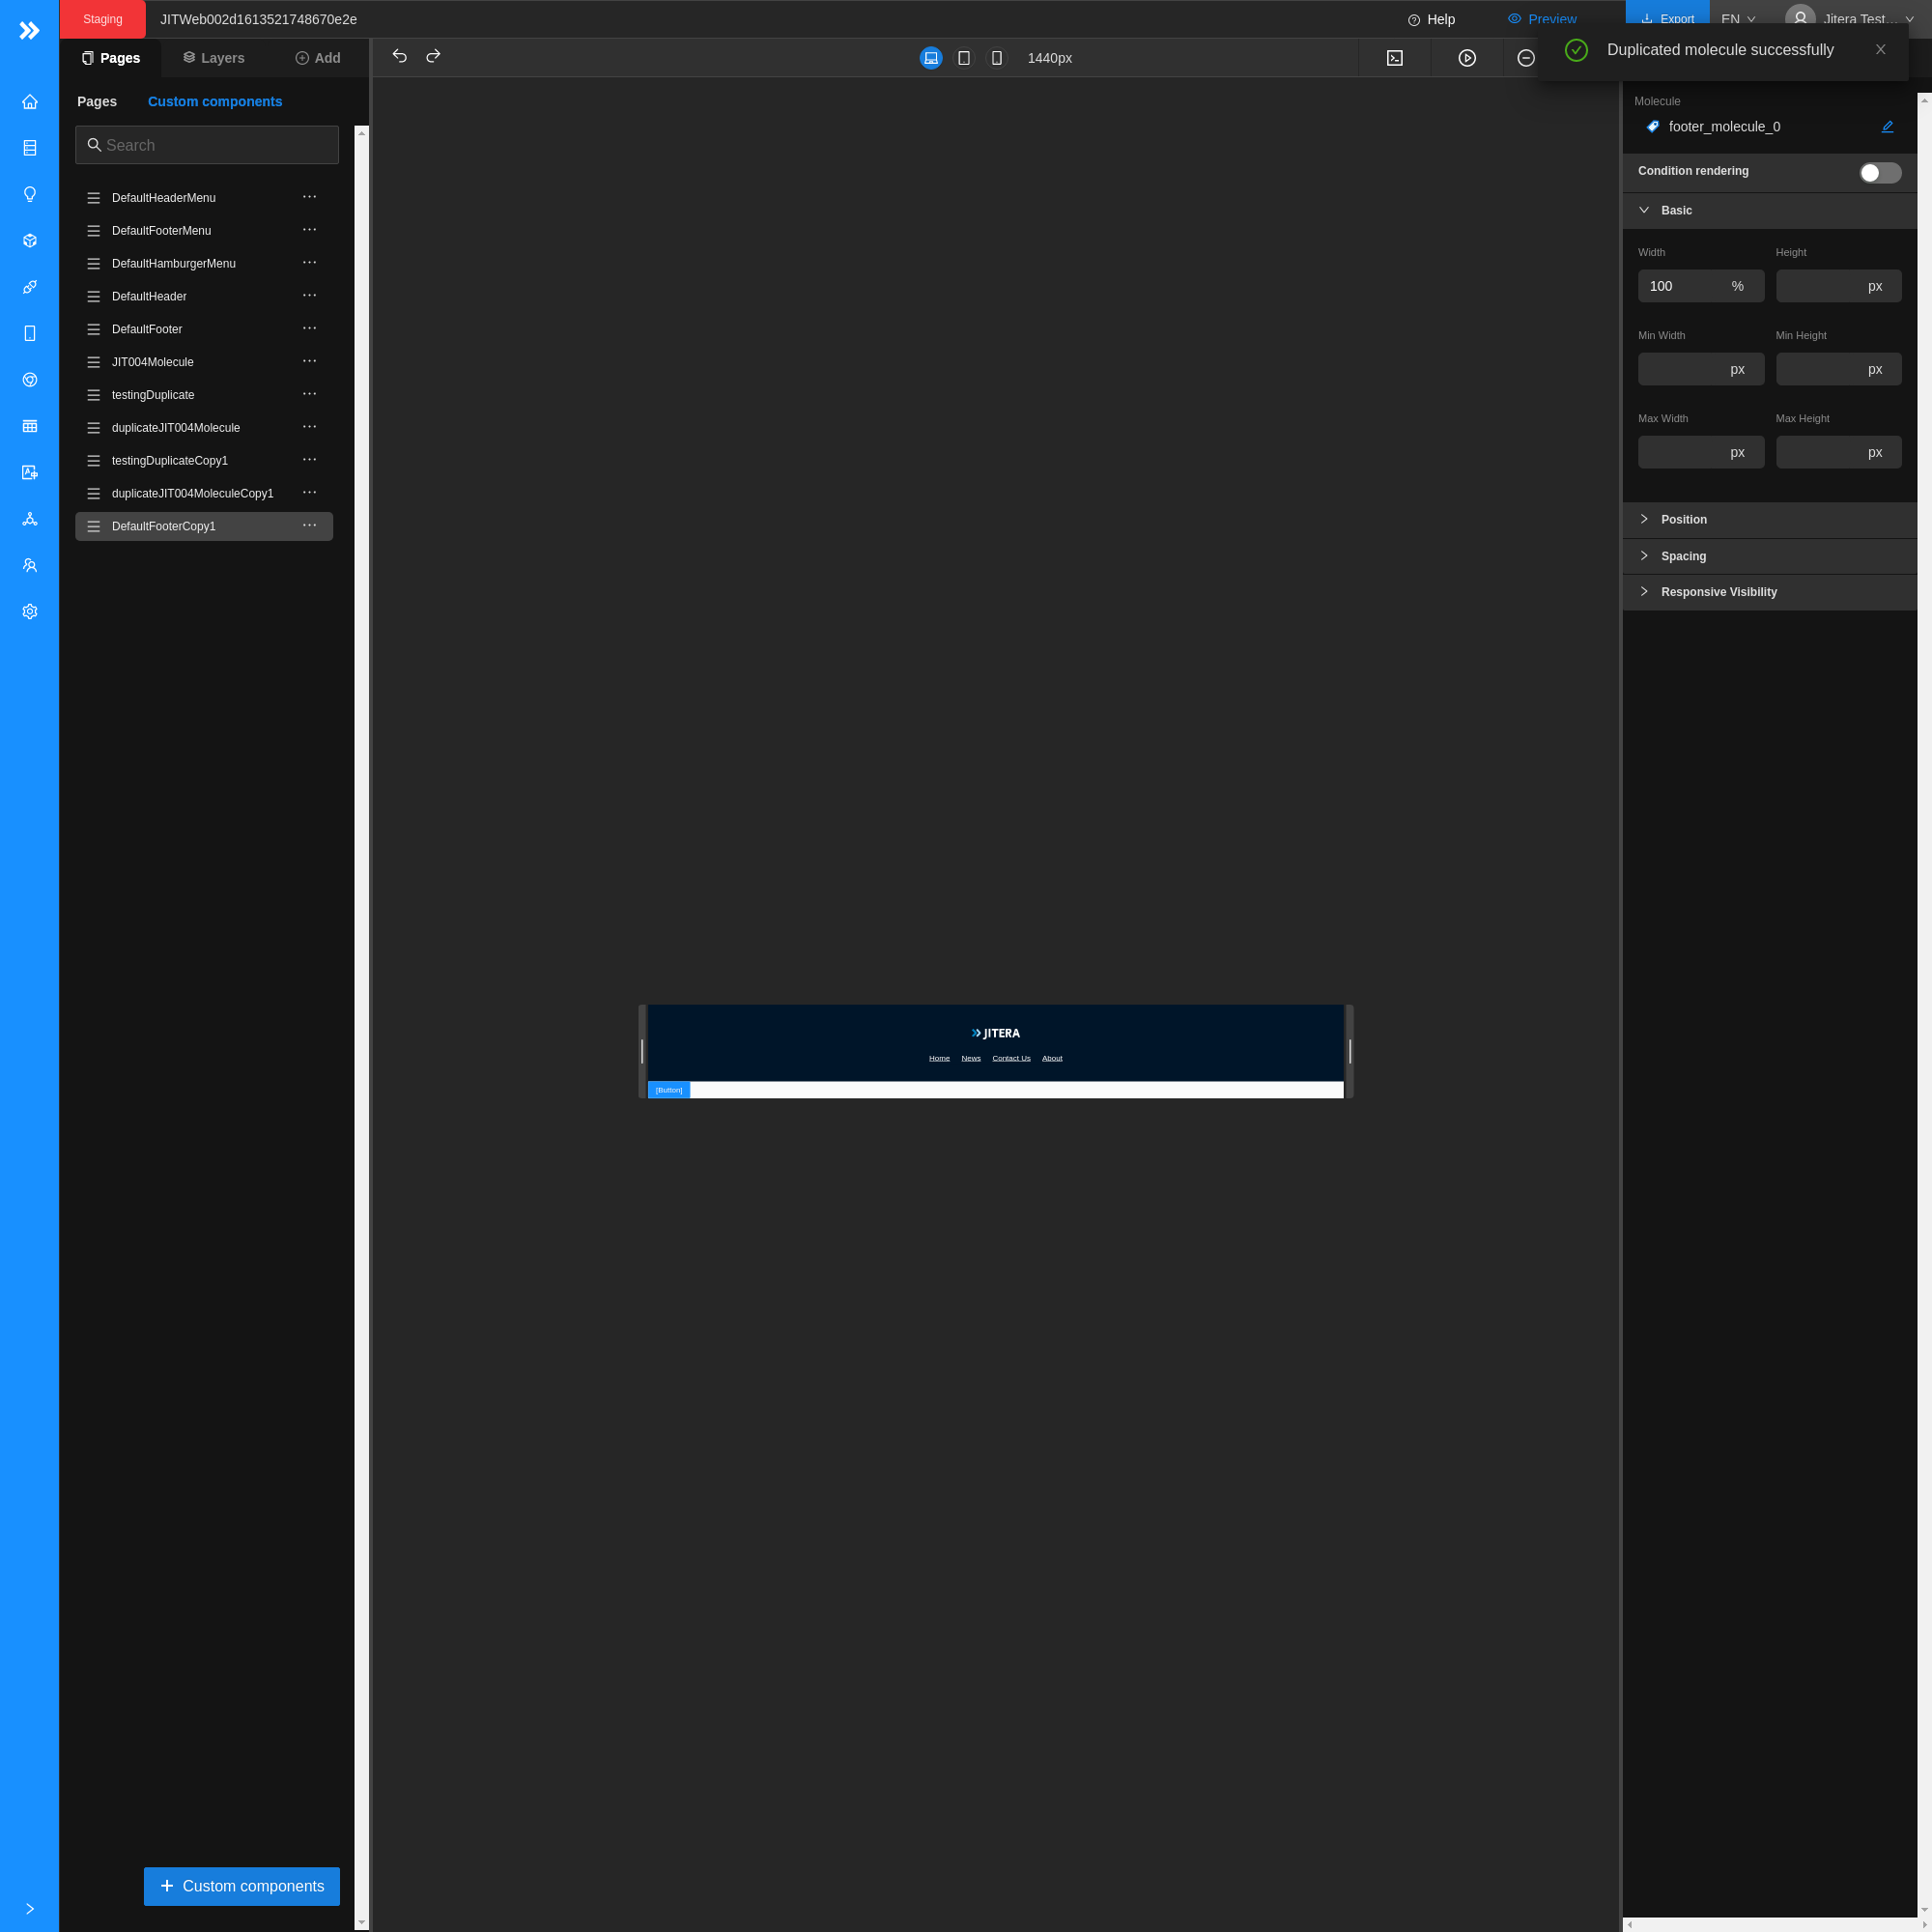 Staging
JITWeb002d1613521748670e2e
Help
Preview
Export
EN
Jitera Test...
Duplicated molecule successfully
Pages
Layers
Add
1440px
Pages
Custom components
Search
DefaultHeaderMenu
DefaultFooterMenu
DefaultHamburgerMenu
DefaultHeader
DefaultFooter
JIT004Molecule
testingDuplicate
duplicateJIT004Molecule
testingDuplicateCopy1
duplicateJIT004MoleculeCopy1
DefaultFooterCopy1
Custom components
JITERA
Home News Contact Us About
[Button]
Molecule
footer_molecule_0
Condition rendering
Basic
Width Height
100 % px
Min Width Min Height
px px
Max Width Max Height
px px
Position
Spacing
Responsive Visibility